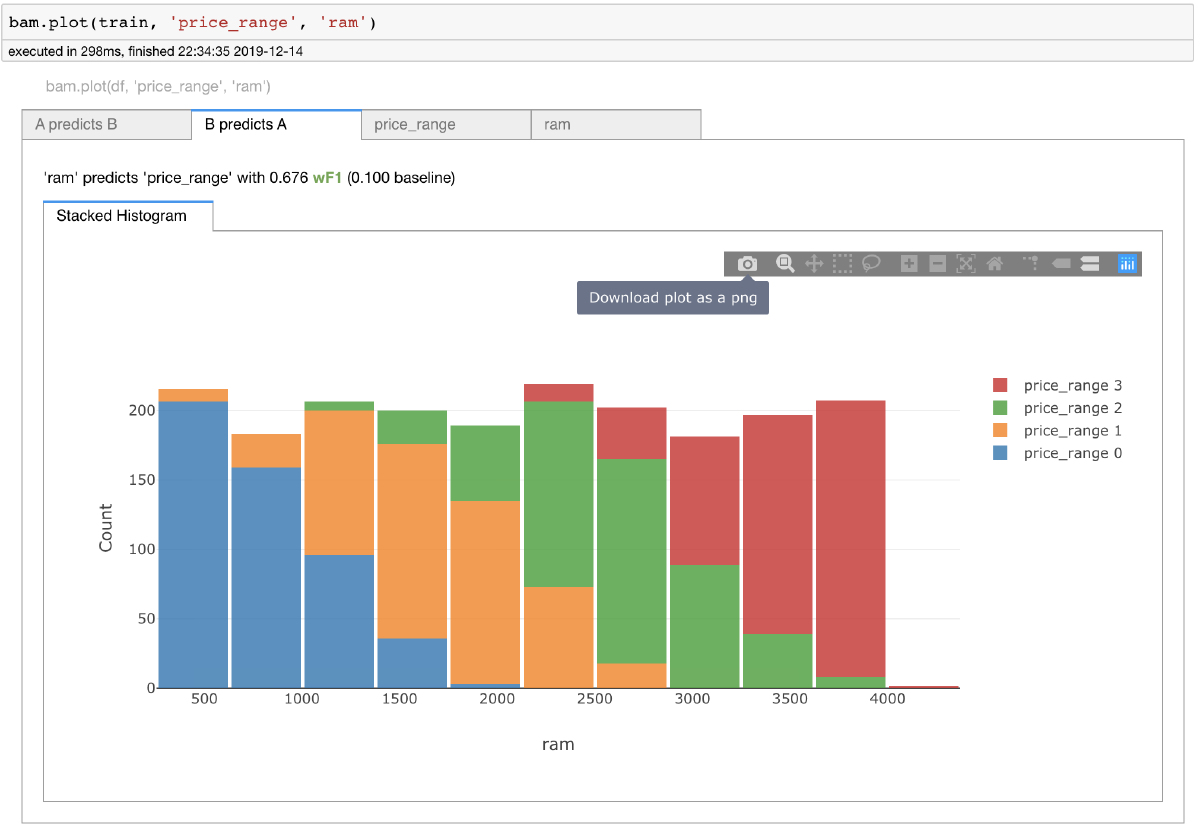 bam.plot(train, 'price_range', 'ram')
executed in 298ms, finished 22:34:35 2019-12-14
bam.plot(df, 'price_range', 'ram')
A predicts B
B predicts A
price_range
ram
'ram' predicts 'price_range' with 0.676 wF1 (0.100 baseline)
Stacked Histogram
Download plot as a png
price_range 3
price_range 2
price_range 1
price_range 0
200
150
100
50
0
Count
500 1000 1500 2000 2500 3000 3500 4000
ram